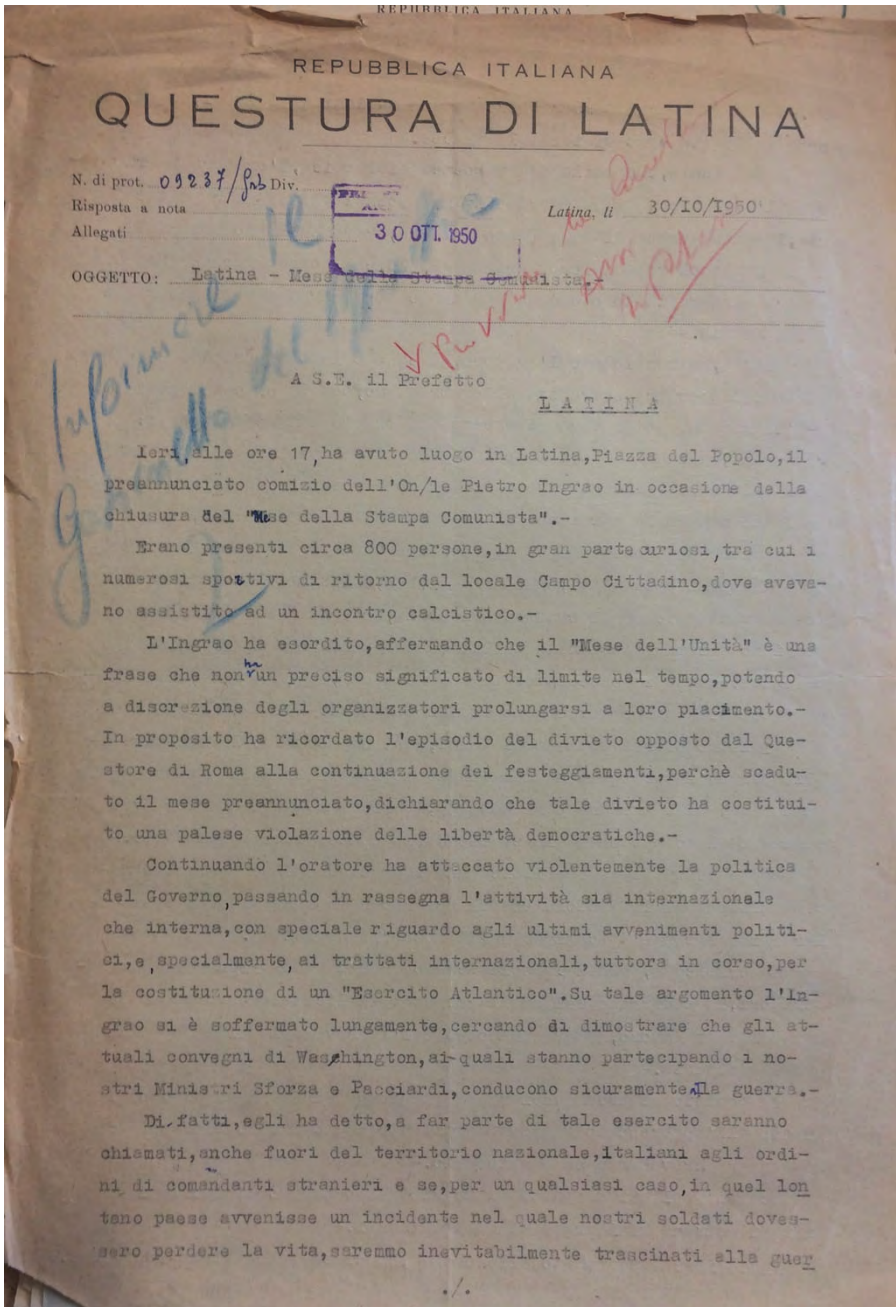 REPUBBLICA ITALIANA
REPUBBLICA ITALIANA
QUESTURA DI LATINA
N. di prot. 09237/Gab Div.
Risposta a nota
Latina, li 30/10/1950
Allegati
30 OTT. 1950
OGGETTO: Latina - Mese della Stampa Comunista.-
Informare il
Giornale del
A S.E. il Prefetto
LATINA
Ieri, alle ore 17, ha avuto luogo in Latina, Piazza del Popolo, il
preannunciato comizio dell'On/le Pietro Ingrao in occasione della
chiusura del "Mese della Stampa Comunista".-
Erano presenti circa 800 persone, in gran parte curiosi, tra cui i
numerosi sportivi di ritorno dal locale Campo Cittadino, dove aveva-
no assistito ad un incontro calcistico.-
L'Ingrao ha esordito, affermando che il "Mese dell'Unità" è una
frase che non ha un preciso significato di limite nel tempo, potendo
a discrezione degli organizzatori prolungarsi a loro piacimento.-
In proposito ha ricordato l'episodio del divieto opposto dal Que-
store di Roma alla continuazione dei festeggiamenti, perchè scadu-
to il mese preannunciato, dichiarando che tale divieto ha costitui-
to una palese violazione delle libertà democratiche.-
Continuando l'oratore ha attaccato violentemente la politica
del Governo, passando in rassegna l'attività sia internazionale
che interna, con speciale riguardo agli ultimi avvenimenti politi-
ci, e, specialmente, ai trattati internazionali, tuttora in corso, per
la costituzione di un "Esercito Atlantico". Su tale argomento l'In-
grao si è soffermato lungamente, cercando di dimostrare che gli at-
tuali convegni di Washington, ai quali stanno partecipando i no-
stri Ministri Sforza e Pacciardi, conducono sicuramente alla guerra.-
Di fatti, egli ha detto, a far parte di tale esercito saranno
chiamati, anche fuori del territorio nazionale, italiani agli ordi-
ni di comandanti stranieri e se, per un qualsiasi caso, in quel lon
tano paese avvenisse un incidente nel quale nostri soldati doves-
sero perdere la vita, saremmo inevitabilmente trascinati alla guer
./.